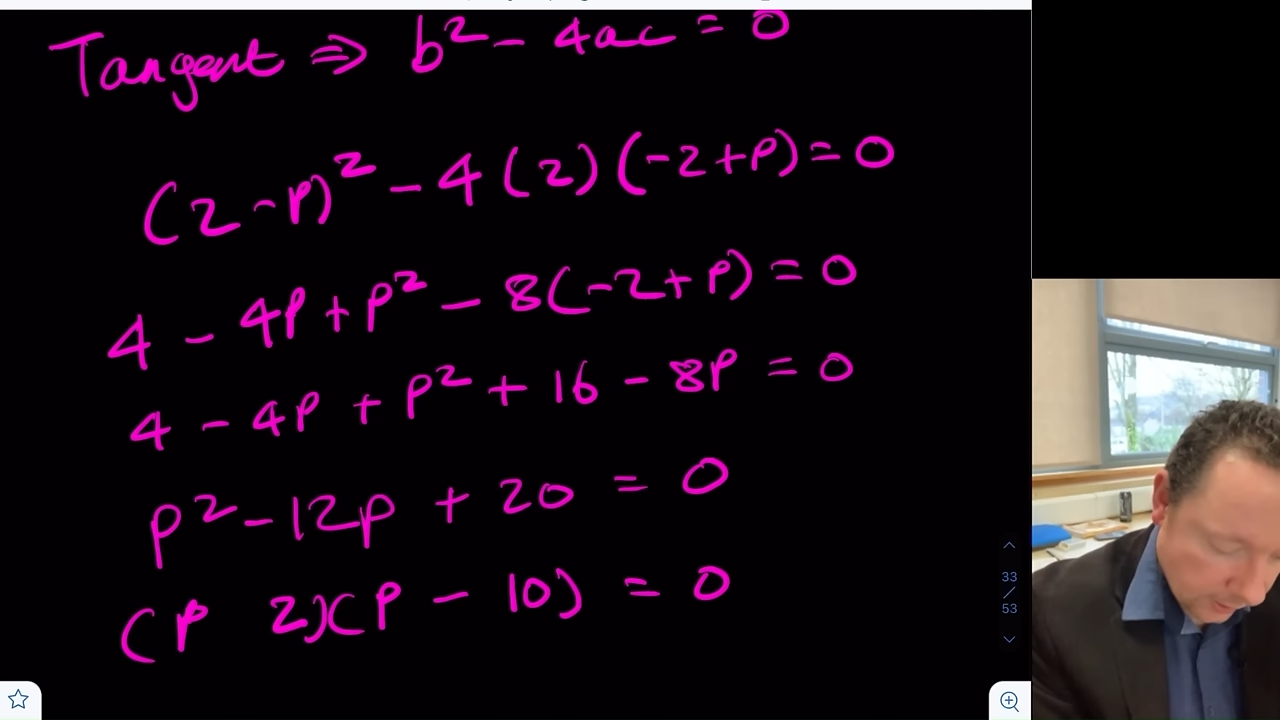 Tangent ⇒ b² - 4ac = 0
(2 - p)² - 4(2)(-2+p) = 0
4 - 4p + p² - 8(-2+p) = 0
4 - 4p + p² + 16 - 8p = 0
p² - 12p + 20 = 0
(p 2)(p - 10) = 0
33
/
53